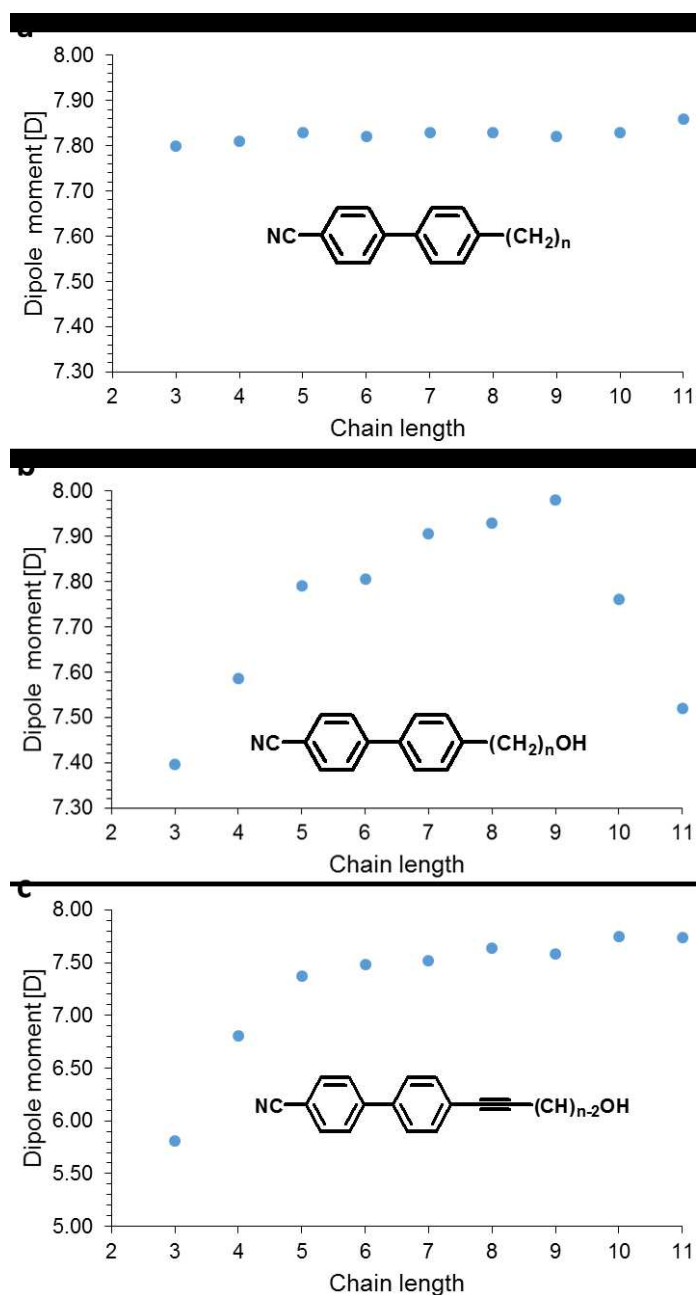 a
8.00
7.90
7.80
7.70
7.60
7.50
7.40
7.30
Dipole moment [D]
NC
(CH2)n
2 3 4 5 6 7 8 9 10 11
Chain length
b
8.00
7.90
7.80
7.70
7.60
7.50
7.40
7.30
Dipole moment [D]
NC
(CH2)nOH
2 3 4 5 6 7 8 9 10 11
Chain length
c
8.00
7.50
7.00
6.50
6.00
5.50
5.00
Dipole moment [D]
NC
(CH)n-2OH
2 3 4 5 6 7 8 9 10 11
Chain length